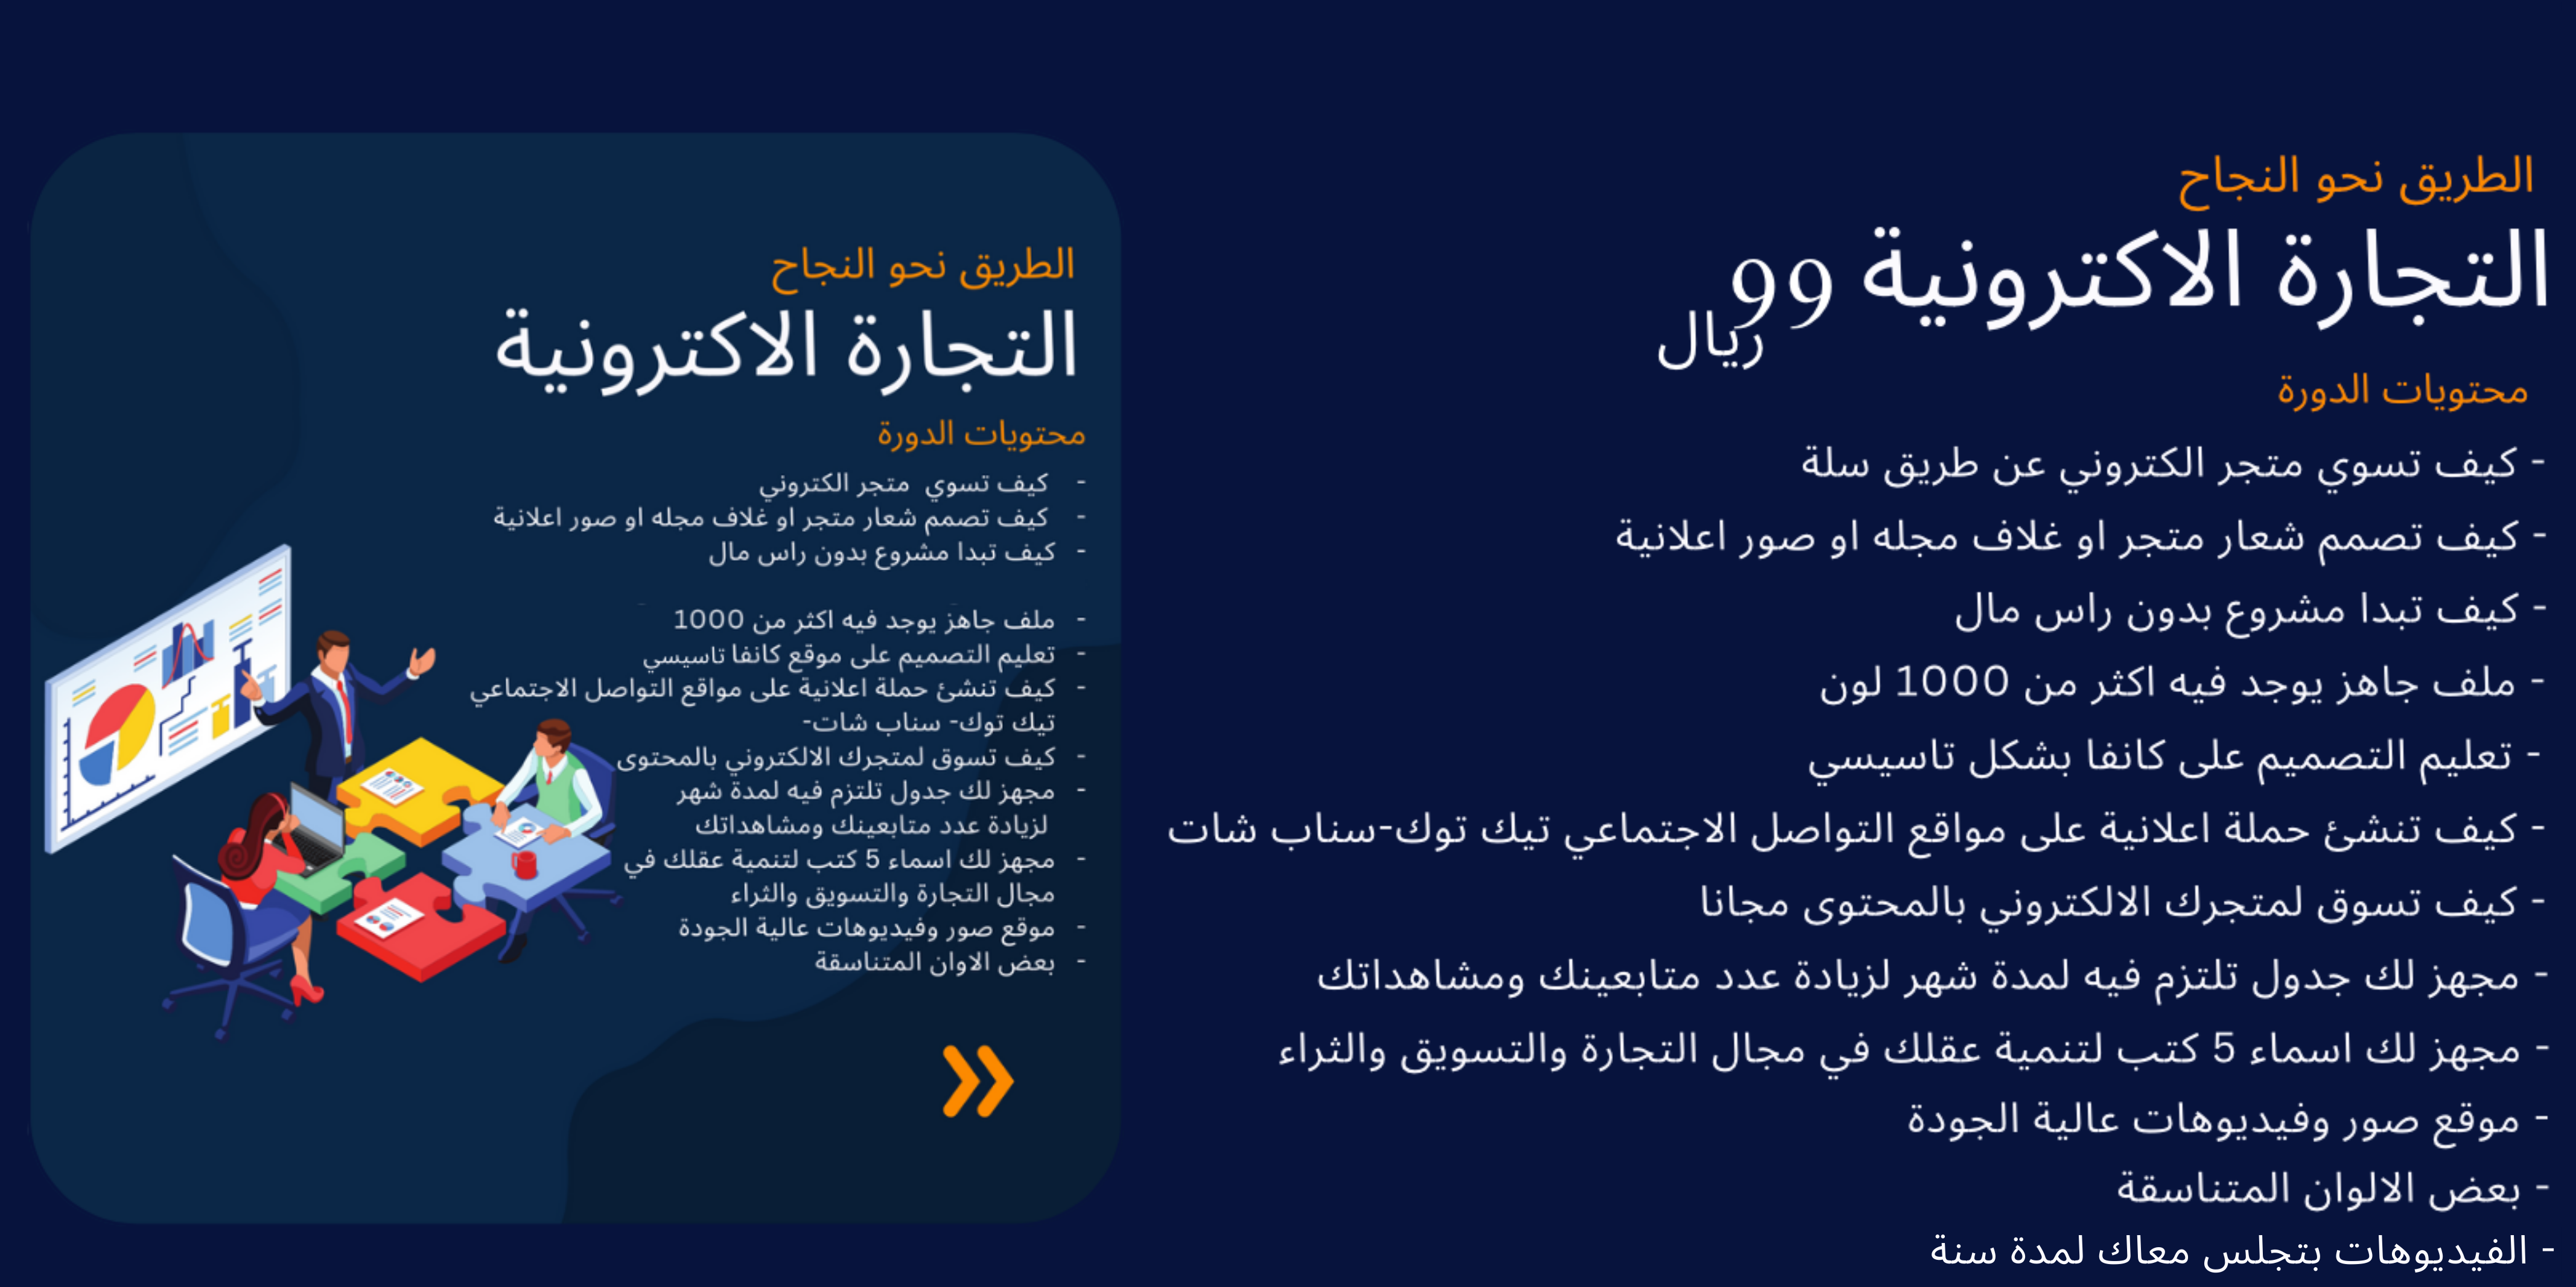 الطريق نحو النجاح
التجارة الاكترونية 99
ريال
محتويات الدورة
- كيف تسوي متجر الكتروني عن طريق سلة
- كيف تصمم شعار متجر او غلاف مجله او صور اعلانية
- كيف تبدا مشروع بدون راس مال
- ملف جاهز يوجد فيه اكثر من 1000 لون
- تعليم التصميم على كانفا بشكل تاسيسي
- كيف تنشئ حملة اعلانية على مواقع التواصل الاجتماعي تيك توك-سناب شات
- كيف تسوق لمتجرك الالكتروني بالمحتوى مجانا
- مجهز لك جدول تلتزم فيه لمدة شهر لزيادة عدد متابعينك ومشاهداتك
- مجهز لك اسماء 5 كتب لتنمية عقلك في مجال التجارة والتسويق والثراء
- موقع صور وفيديوهات عالية الجودة
- بعض الالوان المتناسقة
- الفيديوهات بتجلس معاك لمدة سنة
الطريق نحو النجاح
التجارة الاكترونية
محتويات الدورة
- كيف تسوي متجر الكتروني
- كيف تصمم شعار متجر او غلاف مجله او صور اعلانية
- كيف تبدا مشروع بدون راس مال
- ملف جاهز يوجد فيه اكثر من 1000
- تعليم التصميم على موقع كانفا تاسيسي
- كيف تنشئ حملة اعلانية على مواقع التواصل الاجتماعي
تيك توك- سناب شات-
- كيف تسوق لمتجرك الالكتروني بالمحتوى
- مجهز لك جدول تلتزم فيه لمدة شهر
لزيادة عدد متابعينك ومشاهداتك
- مجهز لك اسماء 5 كتب لتنمية عقلك في
مجال التجارة والتسويق والثراء
- موقع صور وفيديوهات عالية الجودة
- بعض الاوان المتناسقة